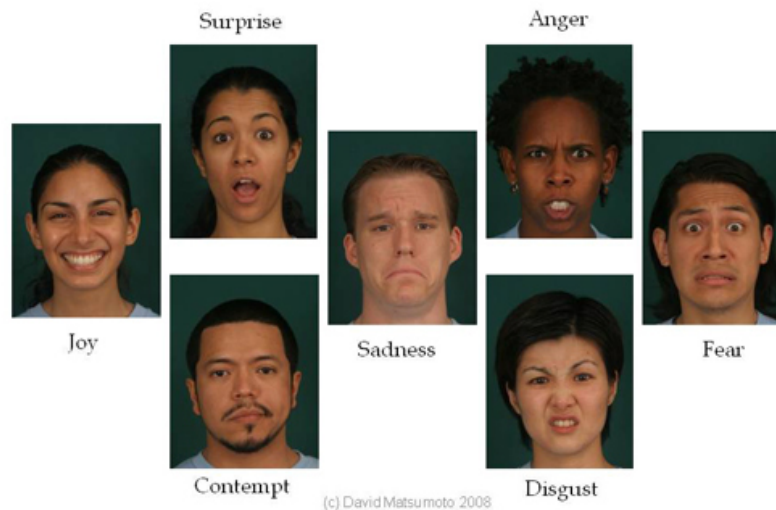 Surprise
Anger
Joy
Sadness
Fear
Contempt
Disgust
(c) David Matsumoto 2008